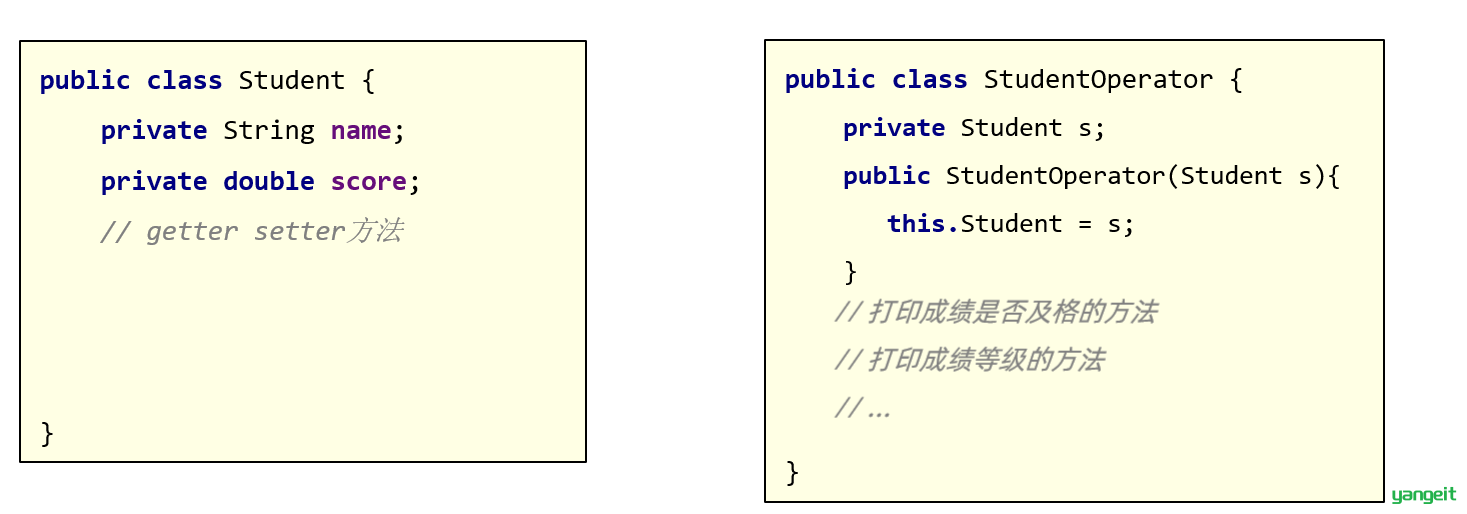 public class Student {
private String name;
private double score;
// getter setter方法
}
public class StudentOperator {
private Student s;
public StudentOperator(Student s){
this.Student = s;
}
// 打印成绩是否及格的方法
// 打印成绩等级的方法
// ...
}
yangeit